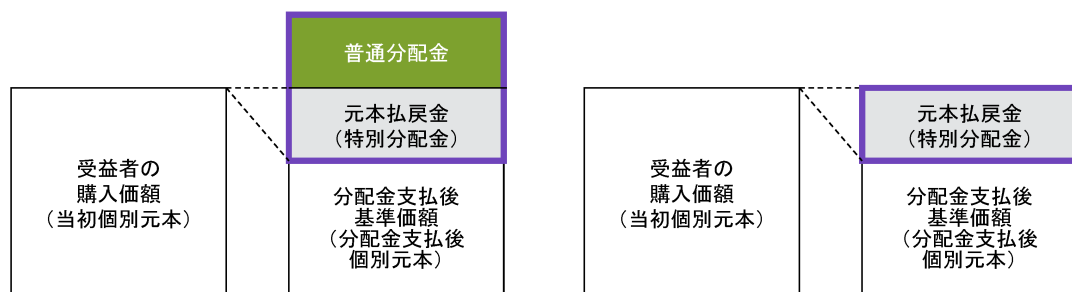 普通分配金
元本払戻金
（特別分配金）
受益者の
購入価額
（当初個別元本）
分配金支払後
基準価額
（分配金支払後
個別元本）
元本払戻金
（特別分配金）
受益者の
購入価額
（当初個別元本）
分配金支払後
基準価額
（分配金支払後
個別元本）